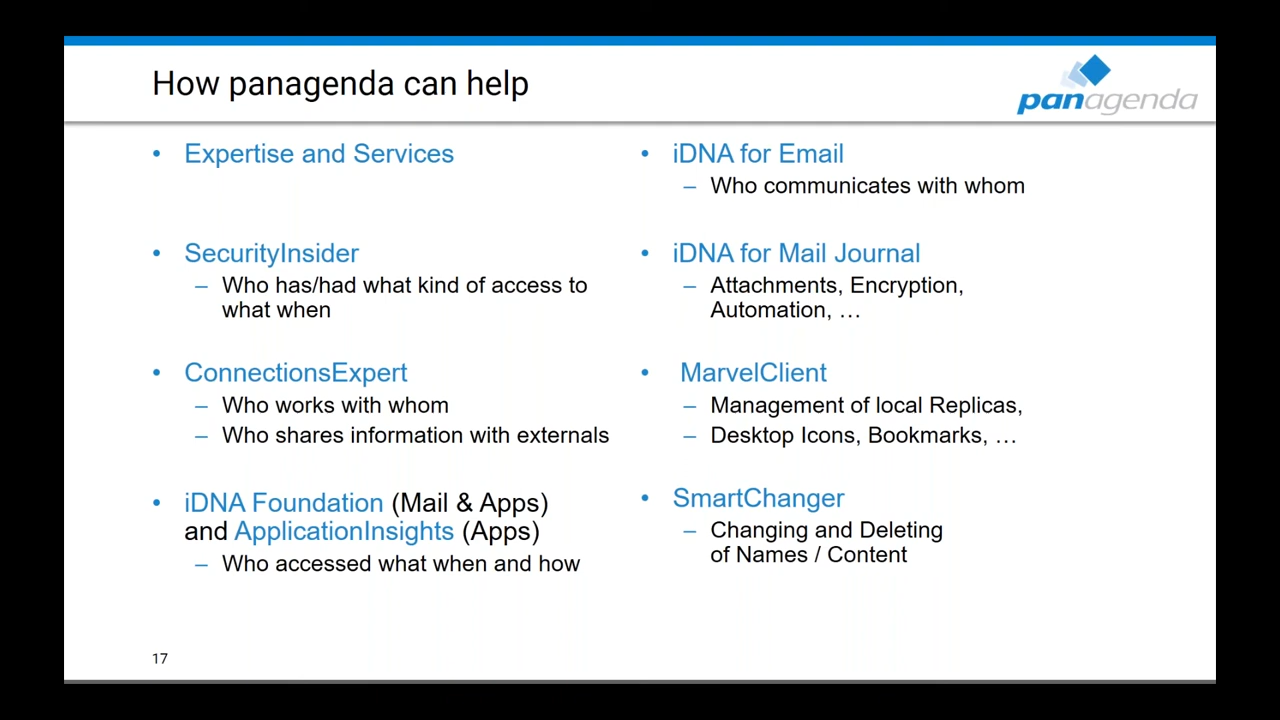 How panagenda can help
panagenda
• Expertise and Services
• SecurityInsider
– Who has/had what kind of access to
what when
• ConnectionsExpert
– Who works with whom
– Who shares information with externals
• iDNA Foundation (Mail & Apps)
and ApplicationInsights (Apps)
– Who accessed what when and how
• iDNA for Email
– Who communicates with whom
• iDNA for Mail Journal
– Attachments, Encryption,
Automation, …
• MarvelClient
– Management of local Replicas,
– Desktop Icons, Bookmarks, …
• SmartChanger
– Changing and Deleting
of Names / Content
17